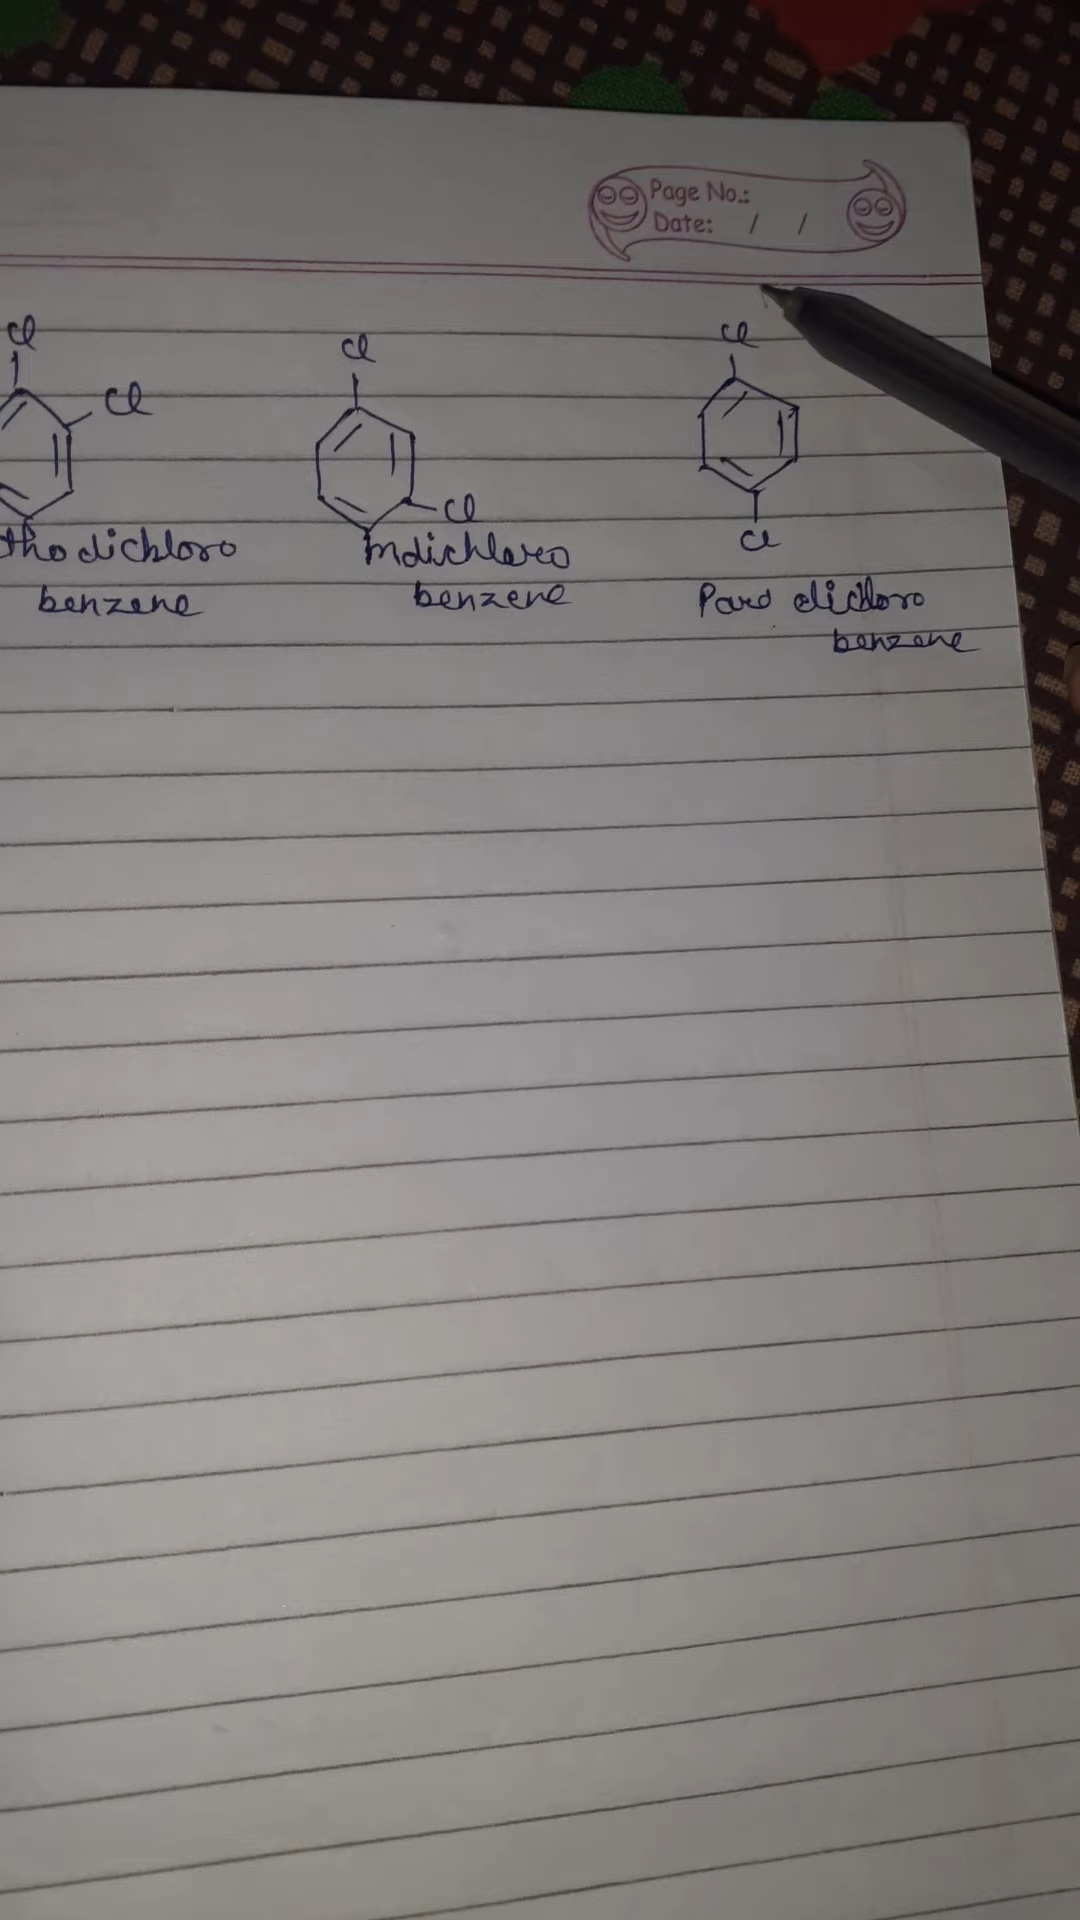 Page No.:
Date: / /
Cl Cl Cl
Cl
Cl
Cl
tho dichloro mdichloro Para dichloro
benzene benzene benzene